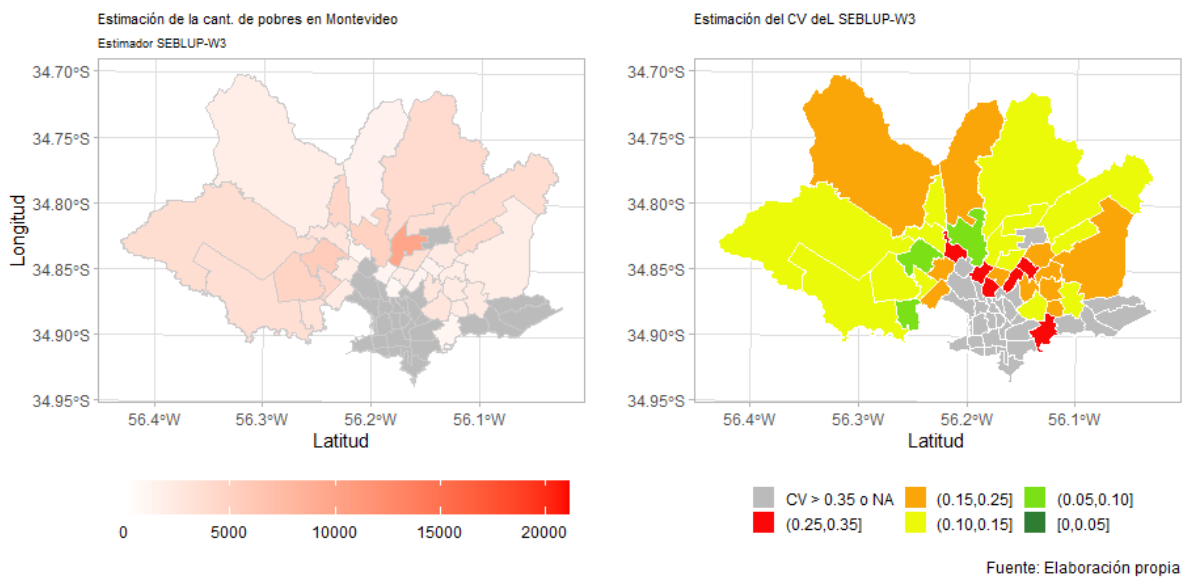 Estimación de la cant. de pobres en Montevideo
Estimador SEBLUP-W3
34.70°S
34.75°S
34.80°S
34.85°S
34.90°S
34.95°S
Longitud
56.4°W
56.3°W
56.2°W
56.1°W
Latitud
0
5000
10000
15000
20000
Estimación del CV deL SEBLUP-W3
34.70°S
34.75°S
34.80°S
34.85°S
34.90°S
34.95°S
56.4°W
56.3°W
56.2°W
56.1°W
Latitud
CV > 0.35 o NA
(0.25,0.35]
(0.15,0.25]
(0.10,0.15]
(0.05,0.10]
[0,0.05]
Fuente: Elaboración propia